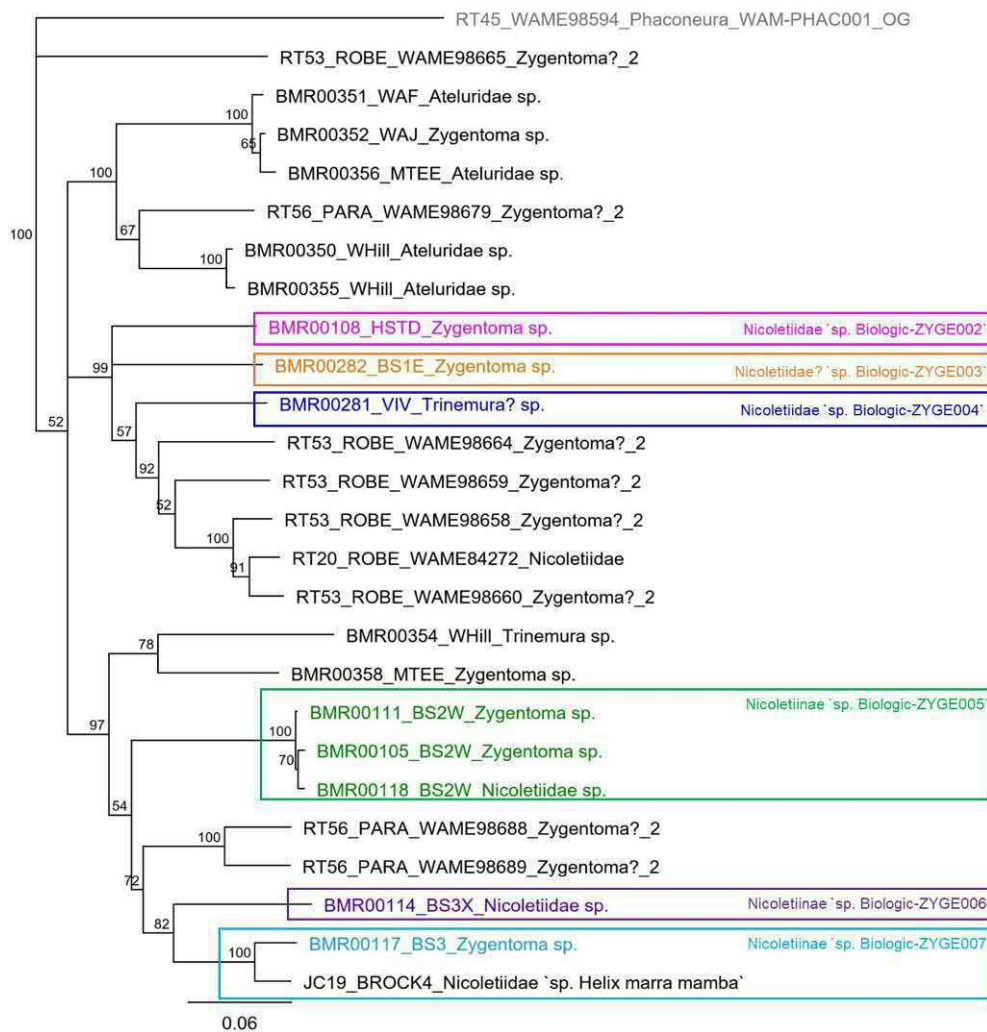 RT45_WAME98594_Phaconeura_WAM-PHAC001_OG
RT53_ROBE_WAME98665_Zygentoma?_2
BMR00351_WAF_Ateluridae sp.
100
BMR00352_WAJ_Zygentoma sp.
65
BMR00356_MTEE_Ateluridae sp.
100
RT56_PARA_WAME98679_Zygentoma?_2
67
100
BMR00350_WHill_Ateluridae sp.
100
BMR00355_WHill_Ateluridae sp.
BMR00108_HSTD_Zygentoma sp. Nicoletiidae `sp. Biologic-ZYGE002`
99
BMR00282_BS1E_Zygentoma sp. Nicoletiidae? `sp. Biologic-ZYGE003`
BMR00281_VIV_Trinemura? sp. Nicoletiidae `sp. Biologic-ZYGE004`
52
57
RT53_ROBE_WAME98664_Zygentoma?_2
92
RT53_ROBE_WAME98659_Zygentoma?_2
52
RT53_ROBE_WAME98658_Zygentoma?_2
100
RT20_ROBE_WAME84272_Nicoletiidae
91
RT53_ROBE_WAME98660_Zygentoma?_2
BMR00354_WHill_Trinemura sp.
78
BMR00358_MTEE_Zygentoma sp.
97
Nicoletiinae `sp. Biologic-ZYGE005`
BMR00111_BS2W_Zygentoma sp.
100
BMR00105_BS2W_Zygentoma sp.
70
BMR00118_BS2W_Nicoletiidae sp.
54
RT56_PARA_WAME98688_Zygentoma?_2
100
RT56_PARA_WAME98689_Zygentoma?_2
72
BMR00114_BS3X_Nicoletiidae sp. Nicoletiinae `sp. Biologic-ZYGE006`
82
BMR00117_BS3_Zygentoma sp. Nicoletiinae `sp. Biologic-ZYGE007`
100
JC19_BROCK4_Nicoletiidae `sp. Helix marra mamba`
0.06